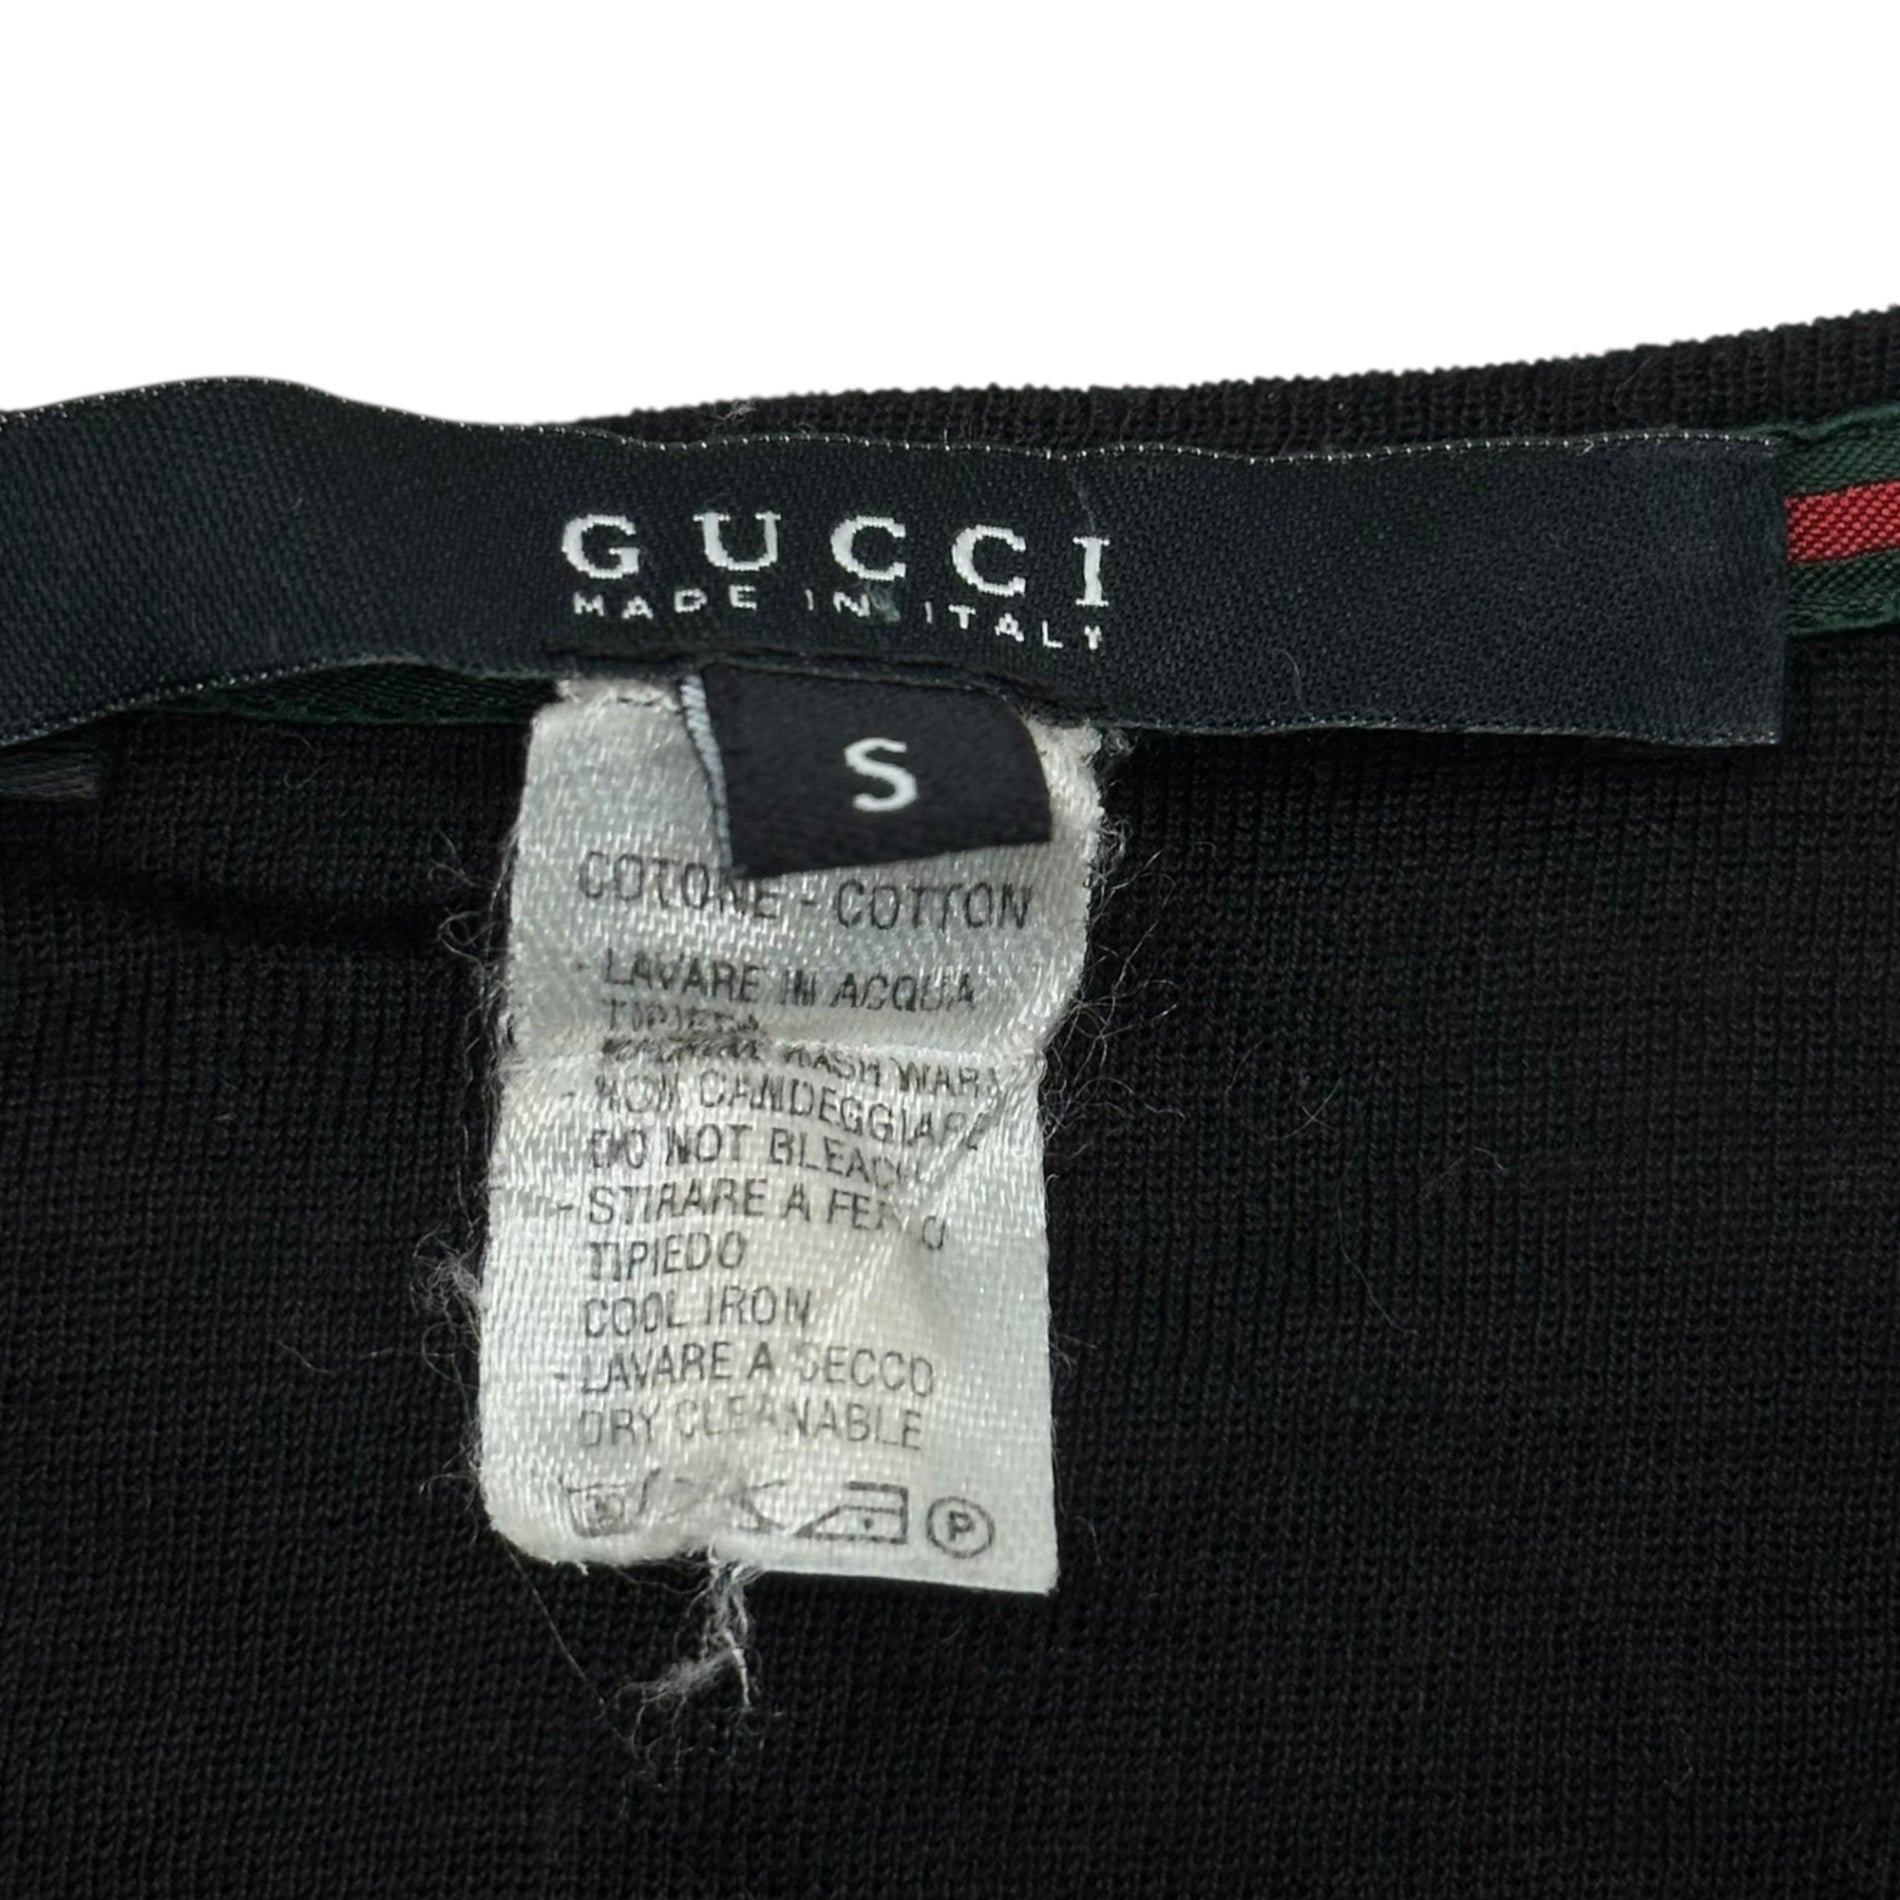 GUCCI
MADE IN ITALY
S
COTONE - COTTON
- LAVARE IN ACQUA
TIPIEDA
WASH WARM
- NON CANDEGGIARE
DO NOT BLEACH
- STIRARE A FERRO
TIPIEDO
COOL IRON
- LAVARE A SECCO
DRY CLEANABLE
P